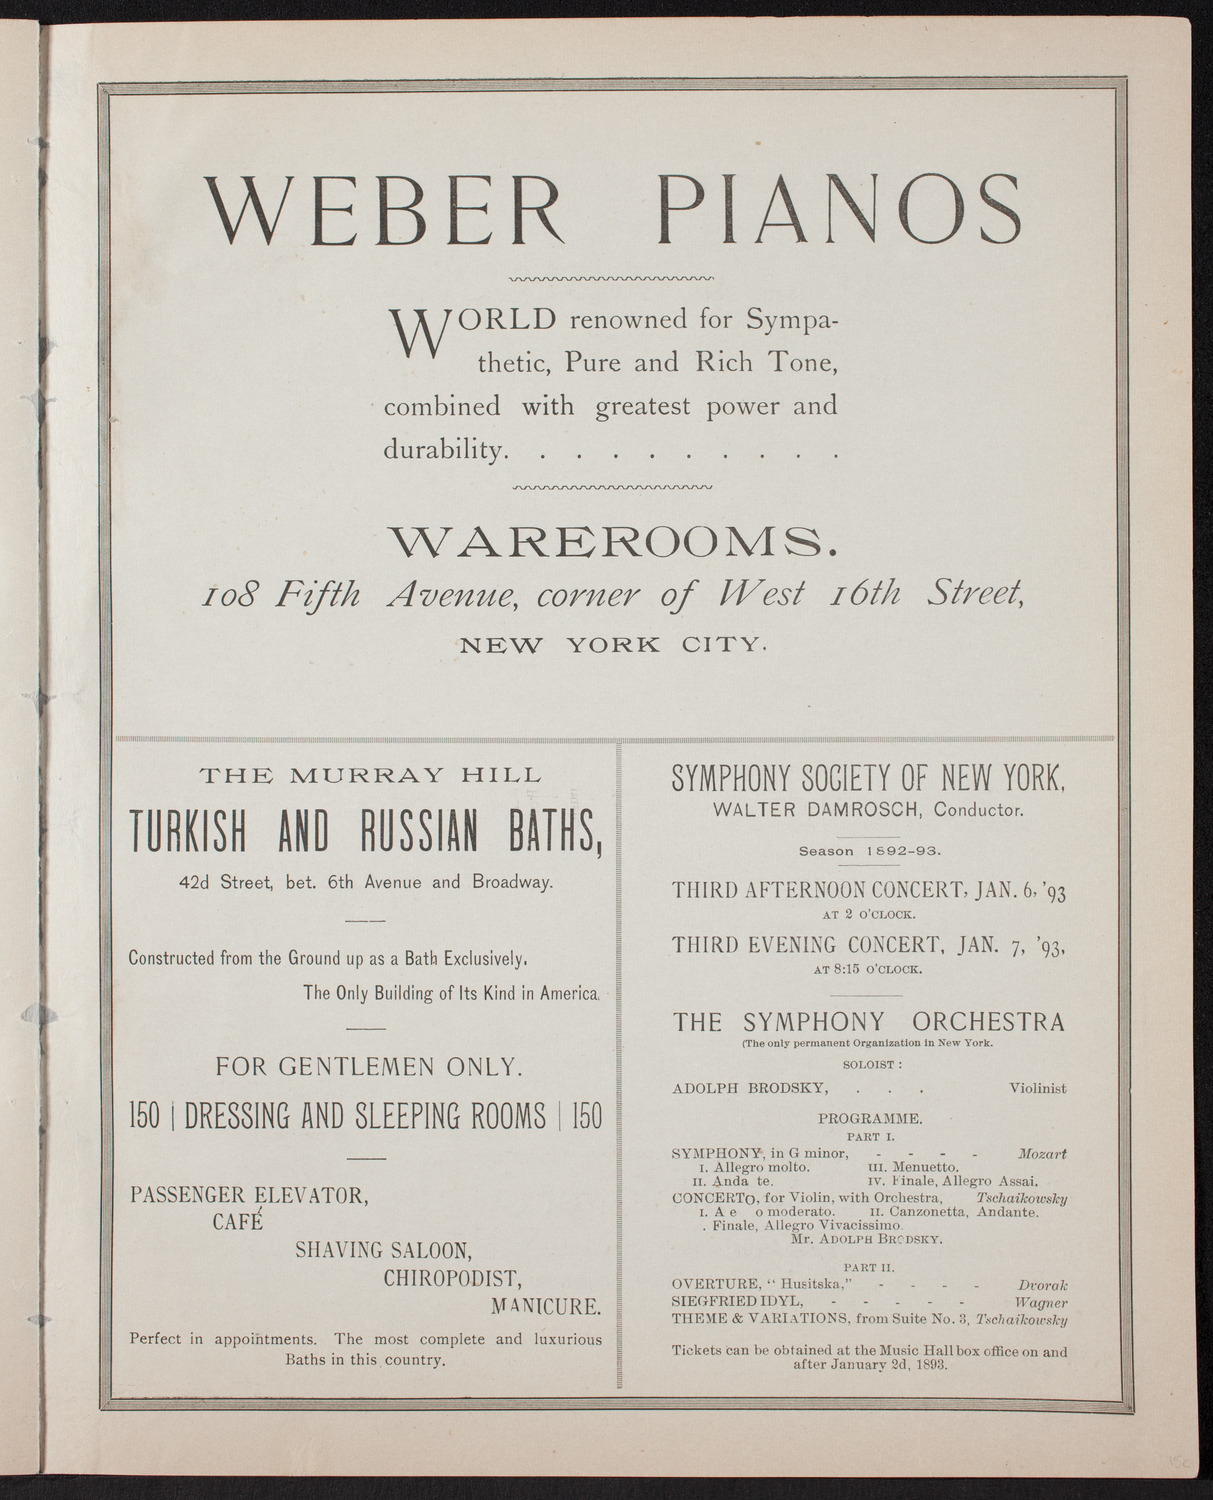 WEBER PIANOS
WORLD renowned for Sympa-
thetic, Pure and Rich Tone,
combined with greatest power and
durability. . . . . . . . . .
WAREROOMS.
108 Fifth Avenue, corner of West 16th Street,
NEW YORK CITY.
THE MURRAY HILL
TURKISH AND RUSSIAN BATHS,
42d Street, bet. 6th Avenue and Broadway.
Constructed from the Ground up as a Bath Exclusively.
The Only Building of Its Kind in America.
FOR GENTLEMEN ONLY.
150 | DRESSING AND SLEEPING ROOMS | 150
PASSENGER ELEVATOR,
CAFÉ
SHAVING SALOON,
CHIROPODIST,
MANICURE.
Perfect in appointments. The most complete and luxurious
Baths in this country.
SYMPHONY SOCIETY OF NEW YORK,
WALTER DAMROSCH, Conductor.
Season 1892-93.
THIRD AFTERNOON CONCERT, JAN. 6, '93
AT 2 O'CLOCK.
THIRD EVENING CONCERT, JAN. 7, '93,
AT 8:15 O'CLOCK.
THE SYMPHONY ORCHESTRA
(The only permanent Organization in New York.
SOLOIST:
ADOLPH BRODSKY, . . . Violinist
PROGRAMME.
PART I.
SYMPHONY, in G minor, - - - - Mozart
I. Allegro molto. III. Menuetto.
II. Anda te. IV. Finale, Allegro Assai.
CONCERTO, for Violin, with Orchestra, Tschaikowsky
I. A e o moderato. II. Canzonetta, Andante.
. Finale, Allegro Vivacissimo.
Mr. ADOLPH BRODSKY.
PART II.
OVERTURE, "Husitska," - - - - Dvorak
SIEGFRIED IDYL, - - - - - Wagner
THEME & VARIATIONS, from Suite No. 3, Tschaikowsky
Tickets can be obtained at the Music Hall box office on and
after January 2d, 1893.